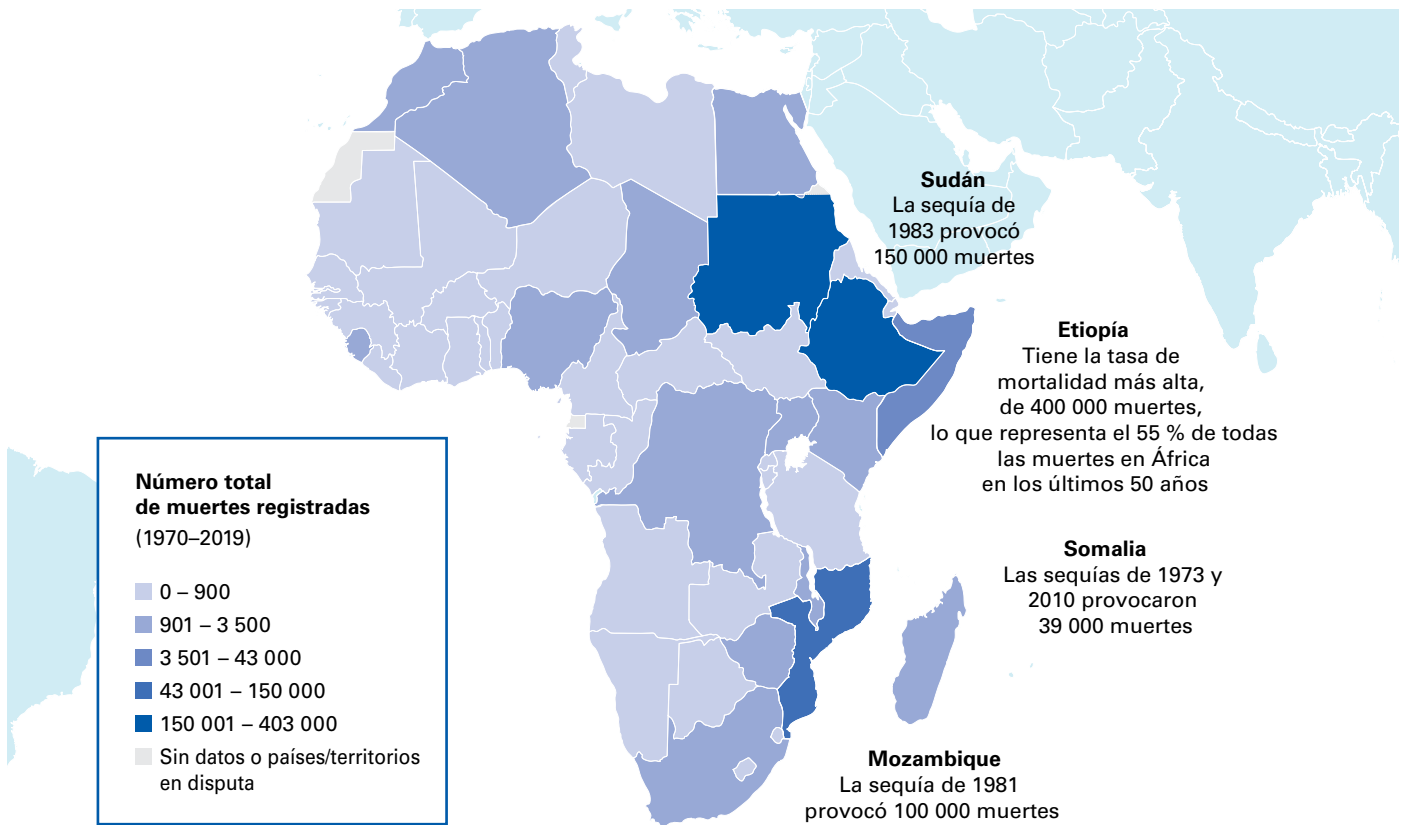 Sudán
La sequía de
1983 provocó
150 000 muertes
Etiopía
Tiene la tasa de
mortalidad más alta,
de 400 000 muertes,
lo que representa el 55 % de todas
las muertes en África
en los últimos 50 años
Número total
de muertes registradas
(1970–2019)
0 – 900
901 – 3 500
3 501 – 43 000
43 001 – 150 000
150 001 – 403 000
Sin datos o países/territorios
en disputa
Somalia
Las sequías de 1973 y
2010 provocaron
39 000 muertes
Mozambique
La sequía de 1981
provocó 100 000 muertes